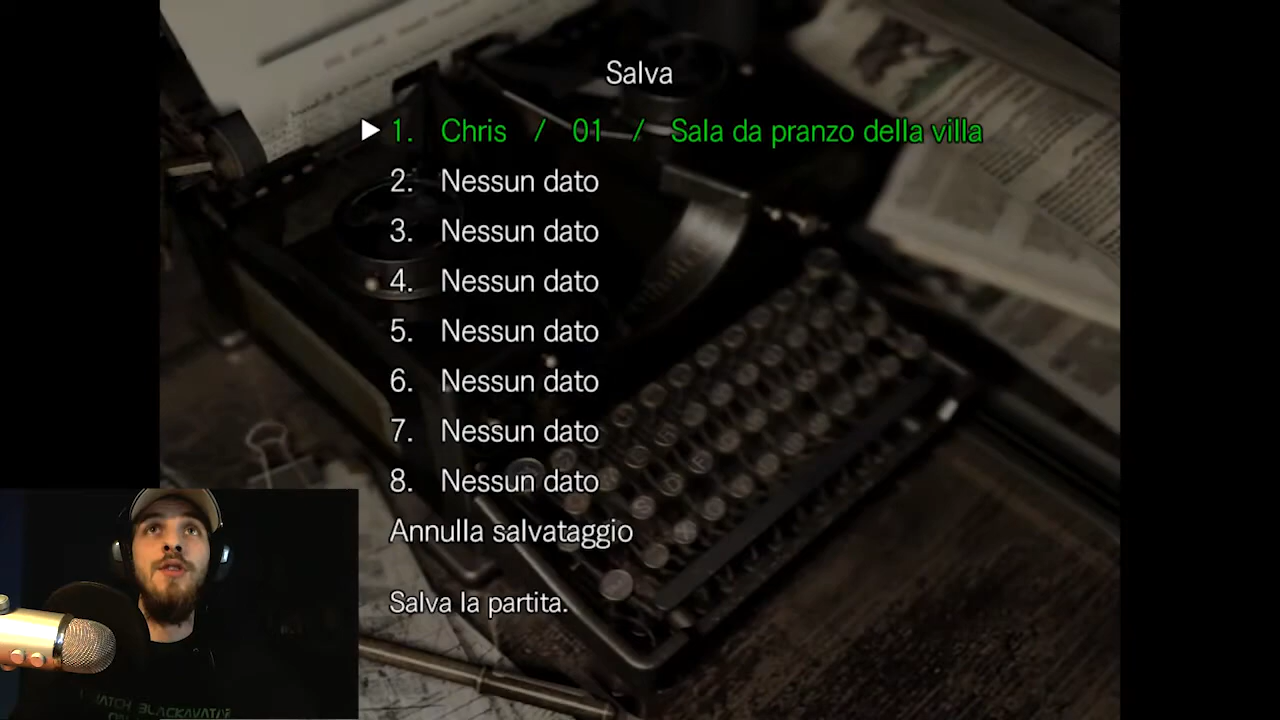 Salva
1. Chris / 01 / Sala da pranzo della villa
2. Nessun dato
3. Nessun dato
4. Nessun dato
5. Nessun dato
6. Nessun dato
7. Nessun dato
8. Nessun dato
Annulla salvataggio
Salva la partita.